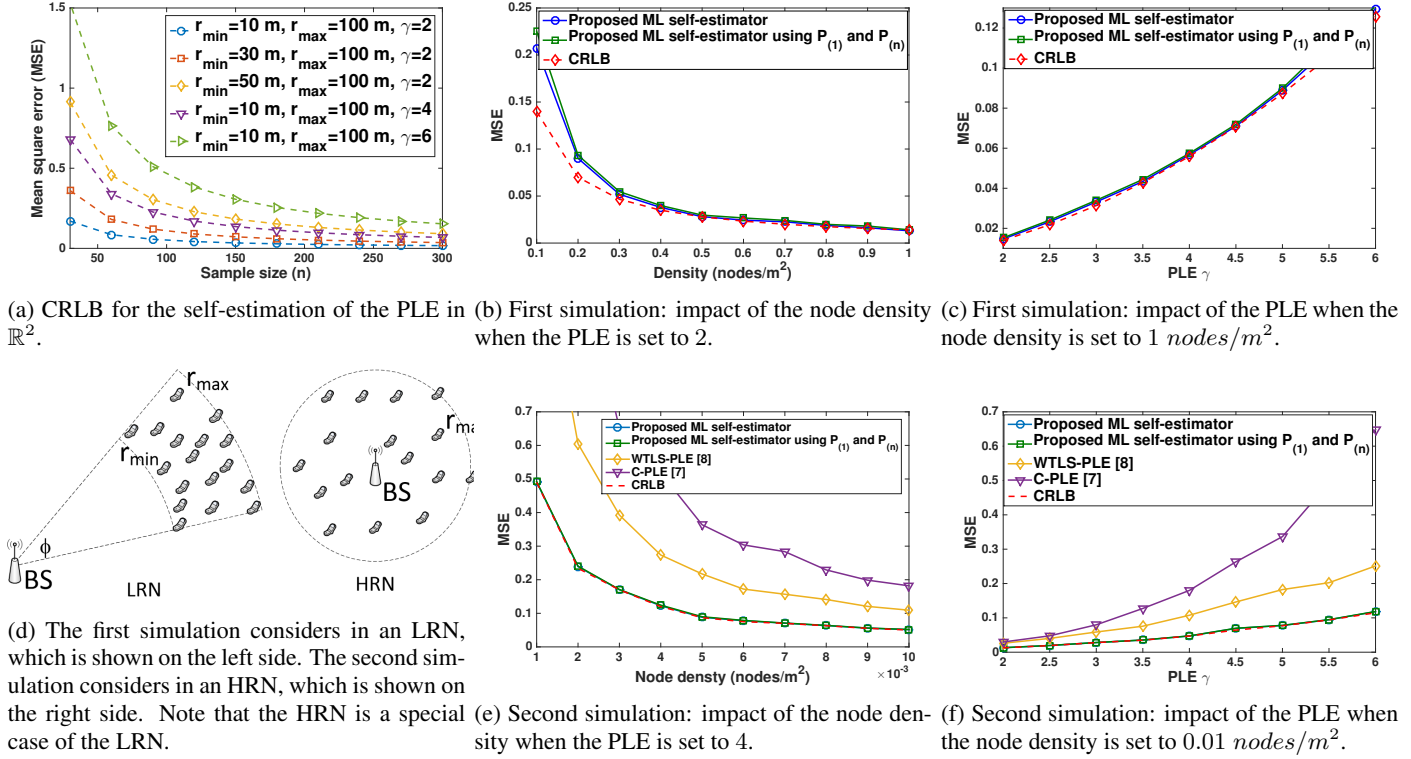 1.5
1
0.5
0
Mean square error (MSE)
r_min=10 m, r_max=100 m, γ=2
r_min=30 m, r_max=100 m, γ=2
r_min=50 m, r_max=100 m, γ=2
r_min=10 m, r_max=100 m, γ=4
r_min=10 m, r_max=100 m, γ=6
50 100 150 200 250 300
Sample size (n)
(a) CRLB for the self-estimation of the PLE in
ℝ².
MSE
0.2
0.15
0.1
0.05
0
Proposed ML self-estimator
Proposed ML self-estimator using P_(1) and P_(n)
CRLB
0.1 0.2 0.3 0.4 0.5 0.6 0.7 0.8 0.9 1
Density (nodes/m²)
(b) First simulation: impact of the node density
when the PLE is set to 2.
MSE
0.12
0.1
0.08
0.06
0.04
0.02
Proposed ML self-estimator
Proposed ML self-estimator using P_(1) and P_(n)
CRLB
2 2.5 3 3.5 4 4.5 5 5.5 6
PLE γ
(c) First simulation: impact of the PLE when the
node density is set to 1 nodes/m².
r_max
r_min
ϕ
BS
LRN
r_ma
BS
HRN
(d) The first simulation considers in an LRN,
which is shown on the left side. The second sim-
ulation considers in an HRN, which is shown on
the right side. Note that the HRN is a special
case of the LRN.
MSE
0.7
0.6
0.5
0.4
0.3
0.2
0.1
0
Proposed ML self-estimator
Proposed ML self-estimator using P_(1) and P_(n)
WTLS-PLE [8]
C-PLE [7]
CRLB
1 2 3 4 5 6 7 8 9 10
Node densty (nodes/m²)
×10⁻³
(e) Second simulation: impact of the node den-
sity when the PLE is set to 4.
MSE
0.7
0.6
0.5
0.4
0.3
0.2
0.1
0
Proposed ML self-estimator
Proposed ML self-estimator using P_(1) and P_(n)
WTLS-PLE [8]
C-PLE [7]
CRLB
2 2.5 3 3.5 4 4.5 5 5.5 6
PLE γ
(f) Second simulation: impact of the PLE when
the node density is set to 0.01 nodes/m².